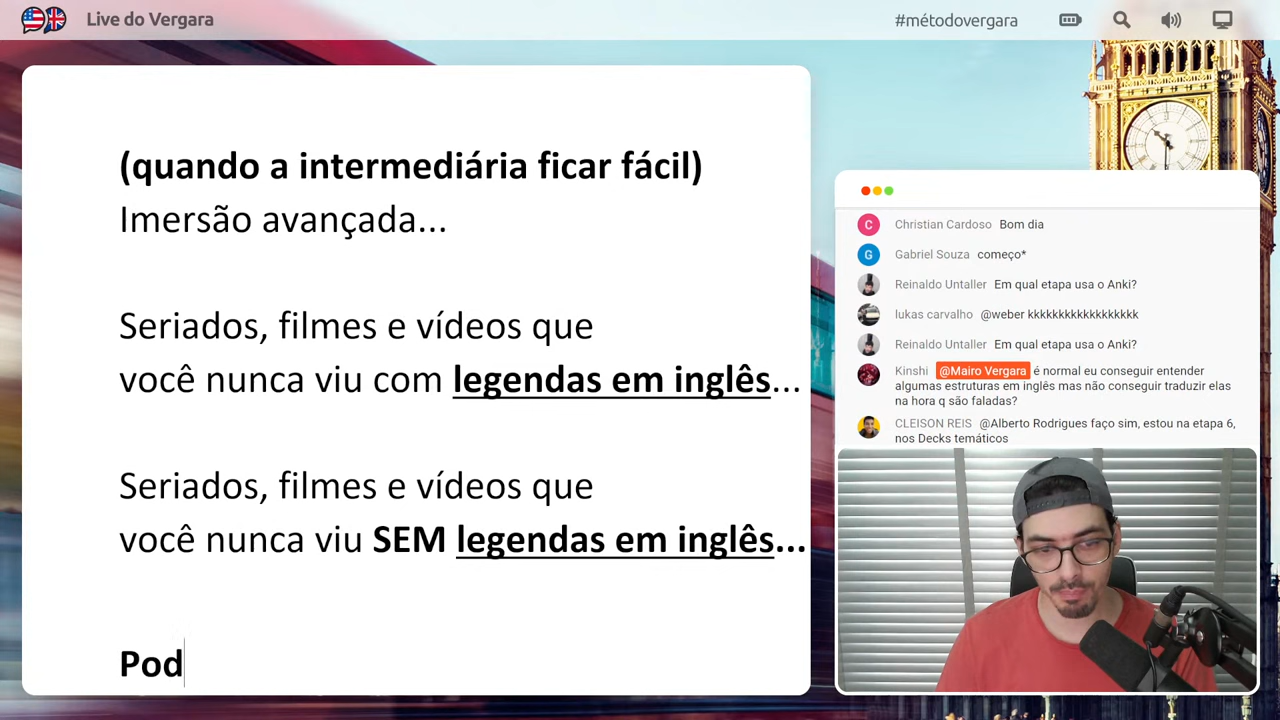 Live do Vergara
#métodovergara
(quando a intermediária ficar fácil)
Imersão avançada...
Seriados, filmes e vídeos que
você nunca viu com legendas em inglês...
Seriados, filmes e vídeos que
você nunca viu SEM legendas em inglês...
Pod
C Christian Cardoso Bom dia
G Gabriel Souza começo*
Reinaldo Untaller Em qual etapa usa o Anki?
lukas carvalho @weber kkkkkkkkkkkkkkkkkk
Reinaldo Untaller Em qual etapa usa o Anki?
Kinshi @Mairo Vergara é normal eu conseguir entender
algumas estruturas em inglês mas não conseguir traduzir elas
na hora q são faladas?
CLEISON REIS @Alberto Rodrigues faço sim, estou na etapa 6,
nos Decks temáticos